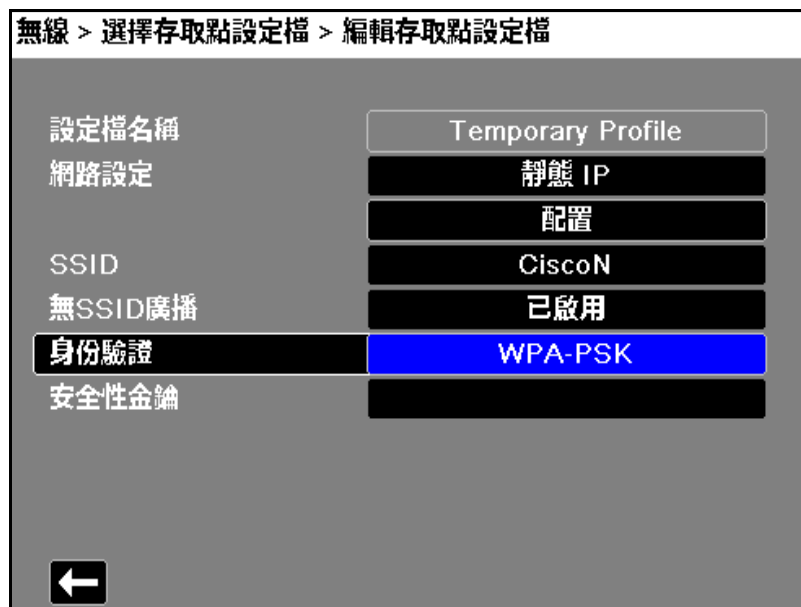 無線 > 選擇存取點設定檔 > 編輯存取點設定檔
設定檔名稱 Temporary Profile
網路設定 靜態 IP
配置
SSID CiscoN
無SSID廣播 已啟用
身份驗證 WPA-PSK
安全性金鑰